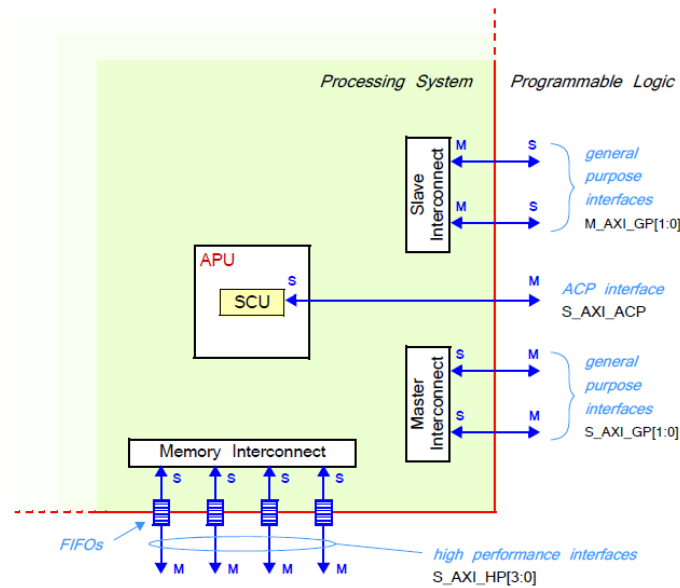 Processing System
Programmable Logic
M
S
general
purpose
interfaces
M_AXI_GP[1:0]
Slave
Interconnect
M
S
APU
SCU
S
M
ACP interface
S_AXI_ACP
Master
Interconnect
S
M
general
purpose
interfaces
S_AXI_GP[1:0]
S
M
Memory Interconnect
S
S
S
S
FIFOs
M
M
M
M
high performance interfaces
S_AXI_HP[3:0]